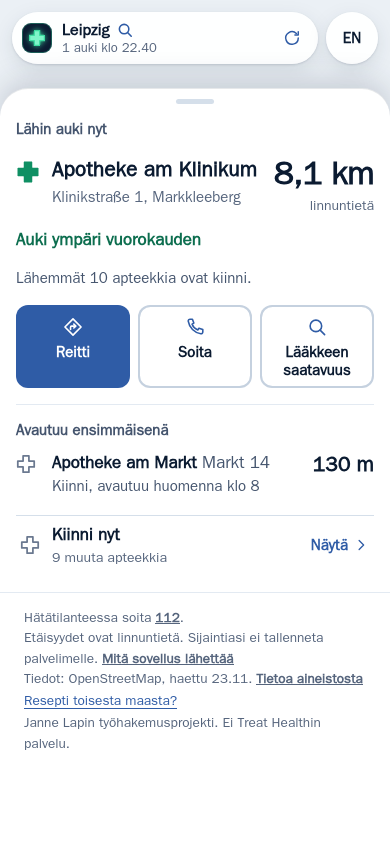 Leipzig
1 auki klo 22.40
EN
Lähin auki nyt
Apotheke am Klinikum
8,1 km
Klinikstraße 1, Markkleeberg
linnuntietä
Auki ympäri vuorokauden
Lähemmät 10 apteekkia ovat kiinni.
Reitti
Soita
Lääkkeen
saatavuus
Avautuu ensimmäisenä
Apotheke am Markt Markt 14
130 m
Kiinni, avautuu huomenna klo 8
Kiinni nyt
9 muuta apteekkia
Näytä
Hätätilanteessa soita 112.
Etäisyydet ovat linnuntietä. Sijaintiasi ei tallenneta
palvelimelle. Mitä sovellus lähettää
Tiedot: OpenStreetMap, haettu 23.11. Tietoa aineistosta
Resepti toisesta maasta?
Janne Lapin työhakemusprojekti. Ei Treat Healthin
palvelu.